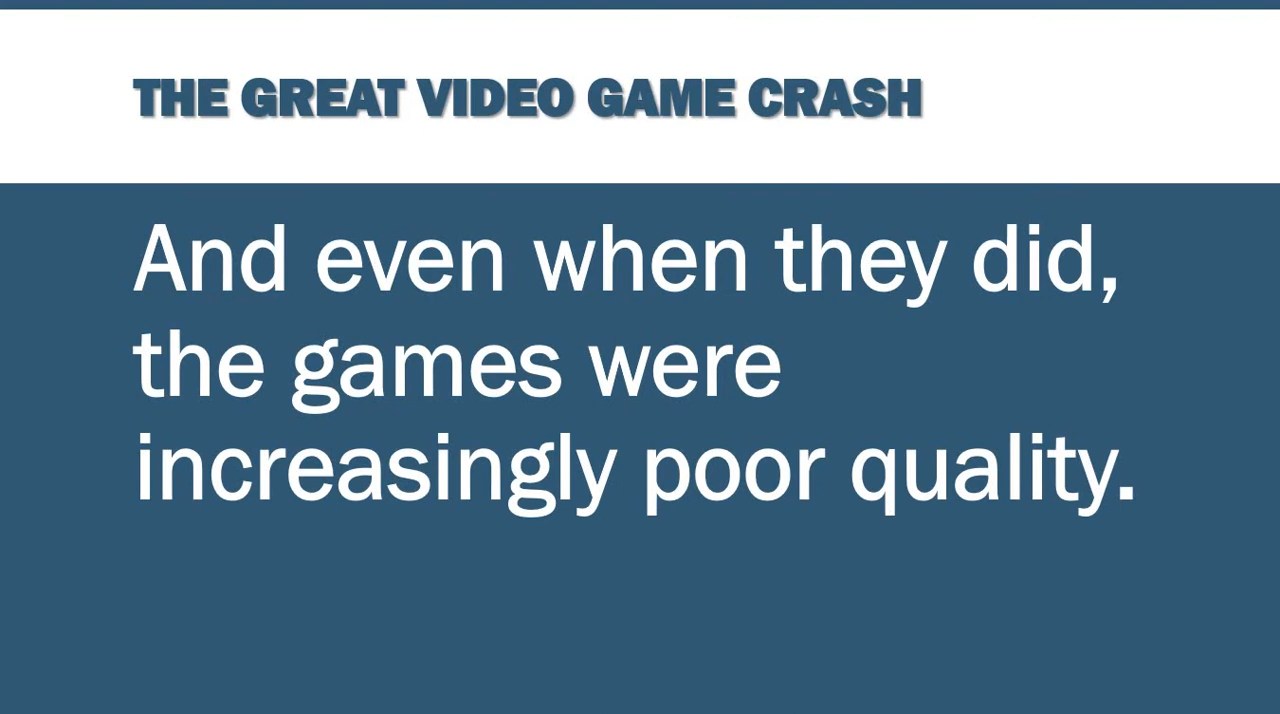 THE GREAT VIDEO GAME CRASH
And even when they did,
the games were
increasingly poor quality.